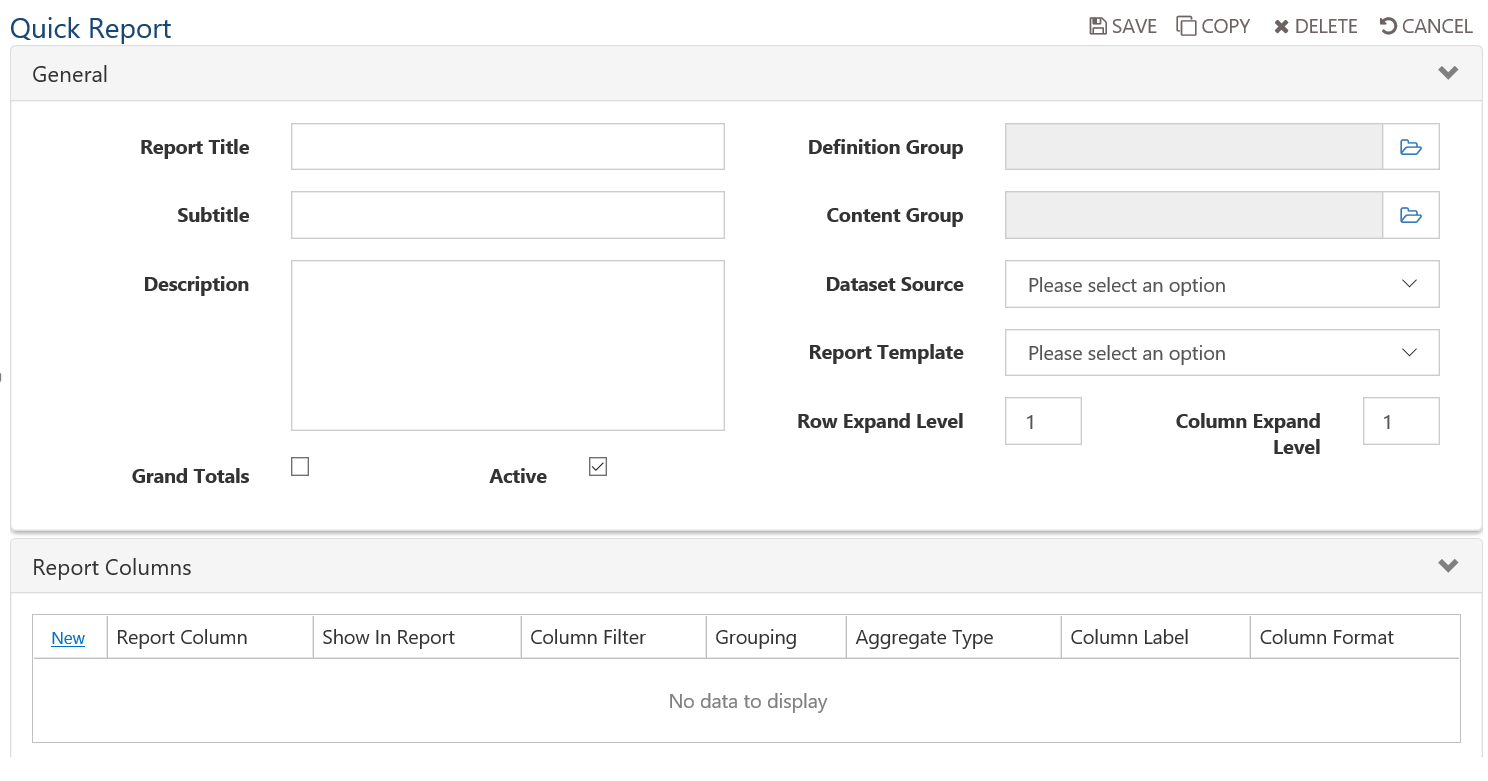 Quick Report
SAVE COPY DELETE CANCEL
General
Report Title
Definition Group
Subtitle
Content Group
Description
Dataset Source Please select an option
Report Template Please select an option
Row Expand Level 1
Column Expand
Level
1
Grand Totals
Active
Report Columns
New Report Column Show In Report Column Filter Grouping Aggregate Type Column Label Column Format
No data to display